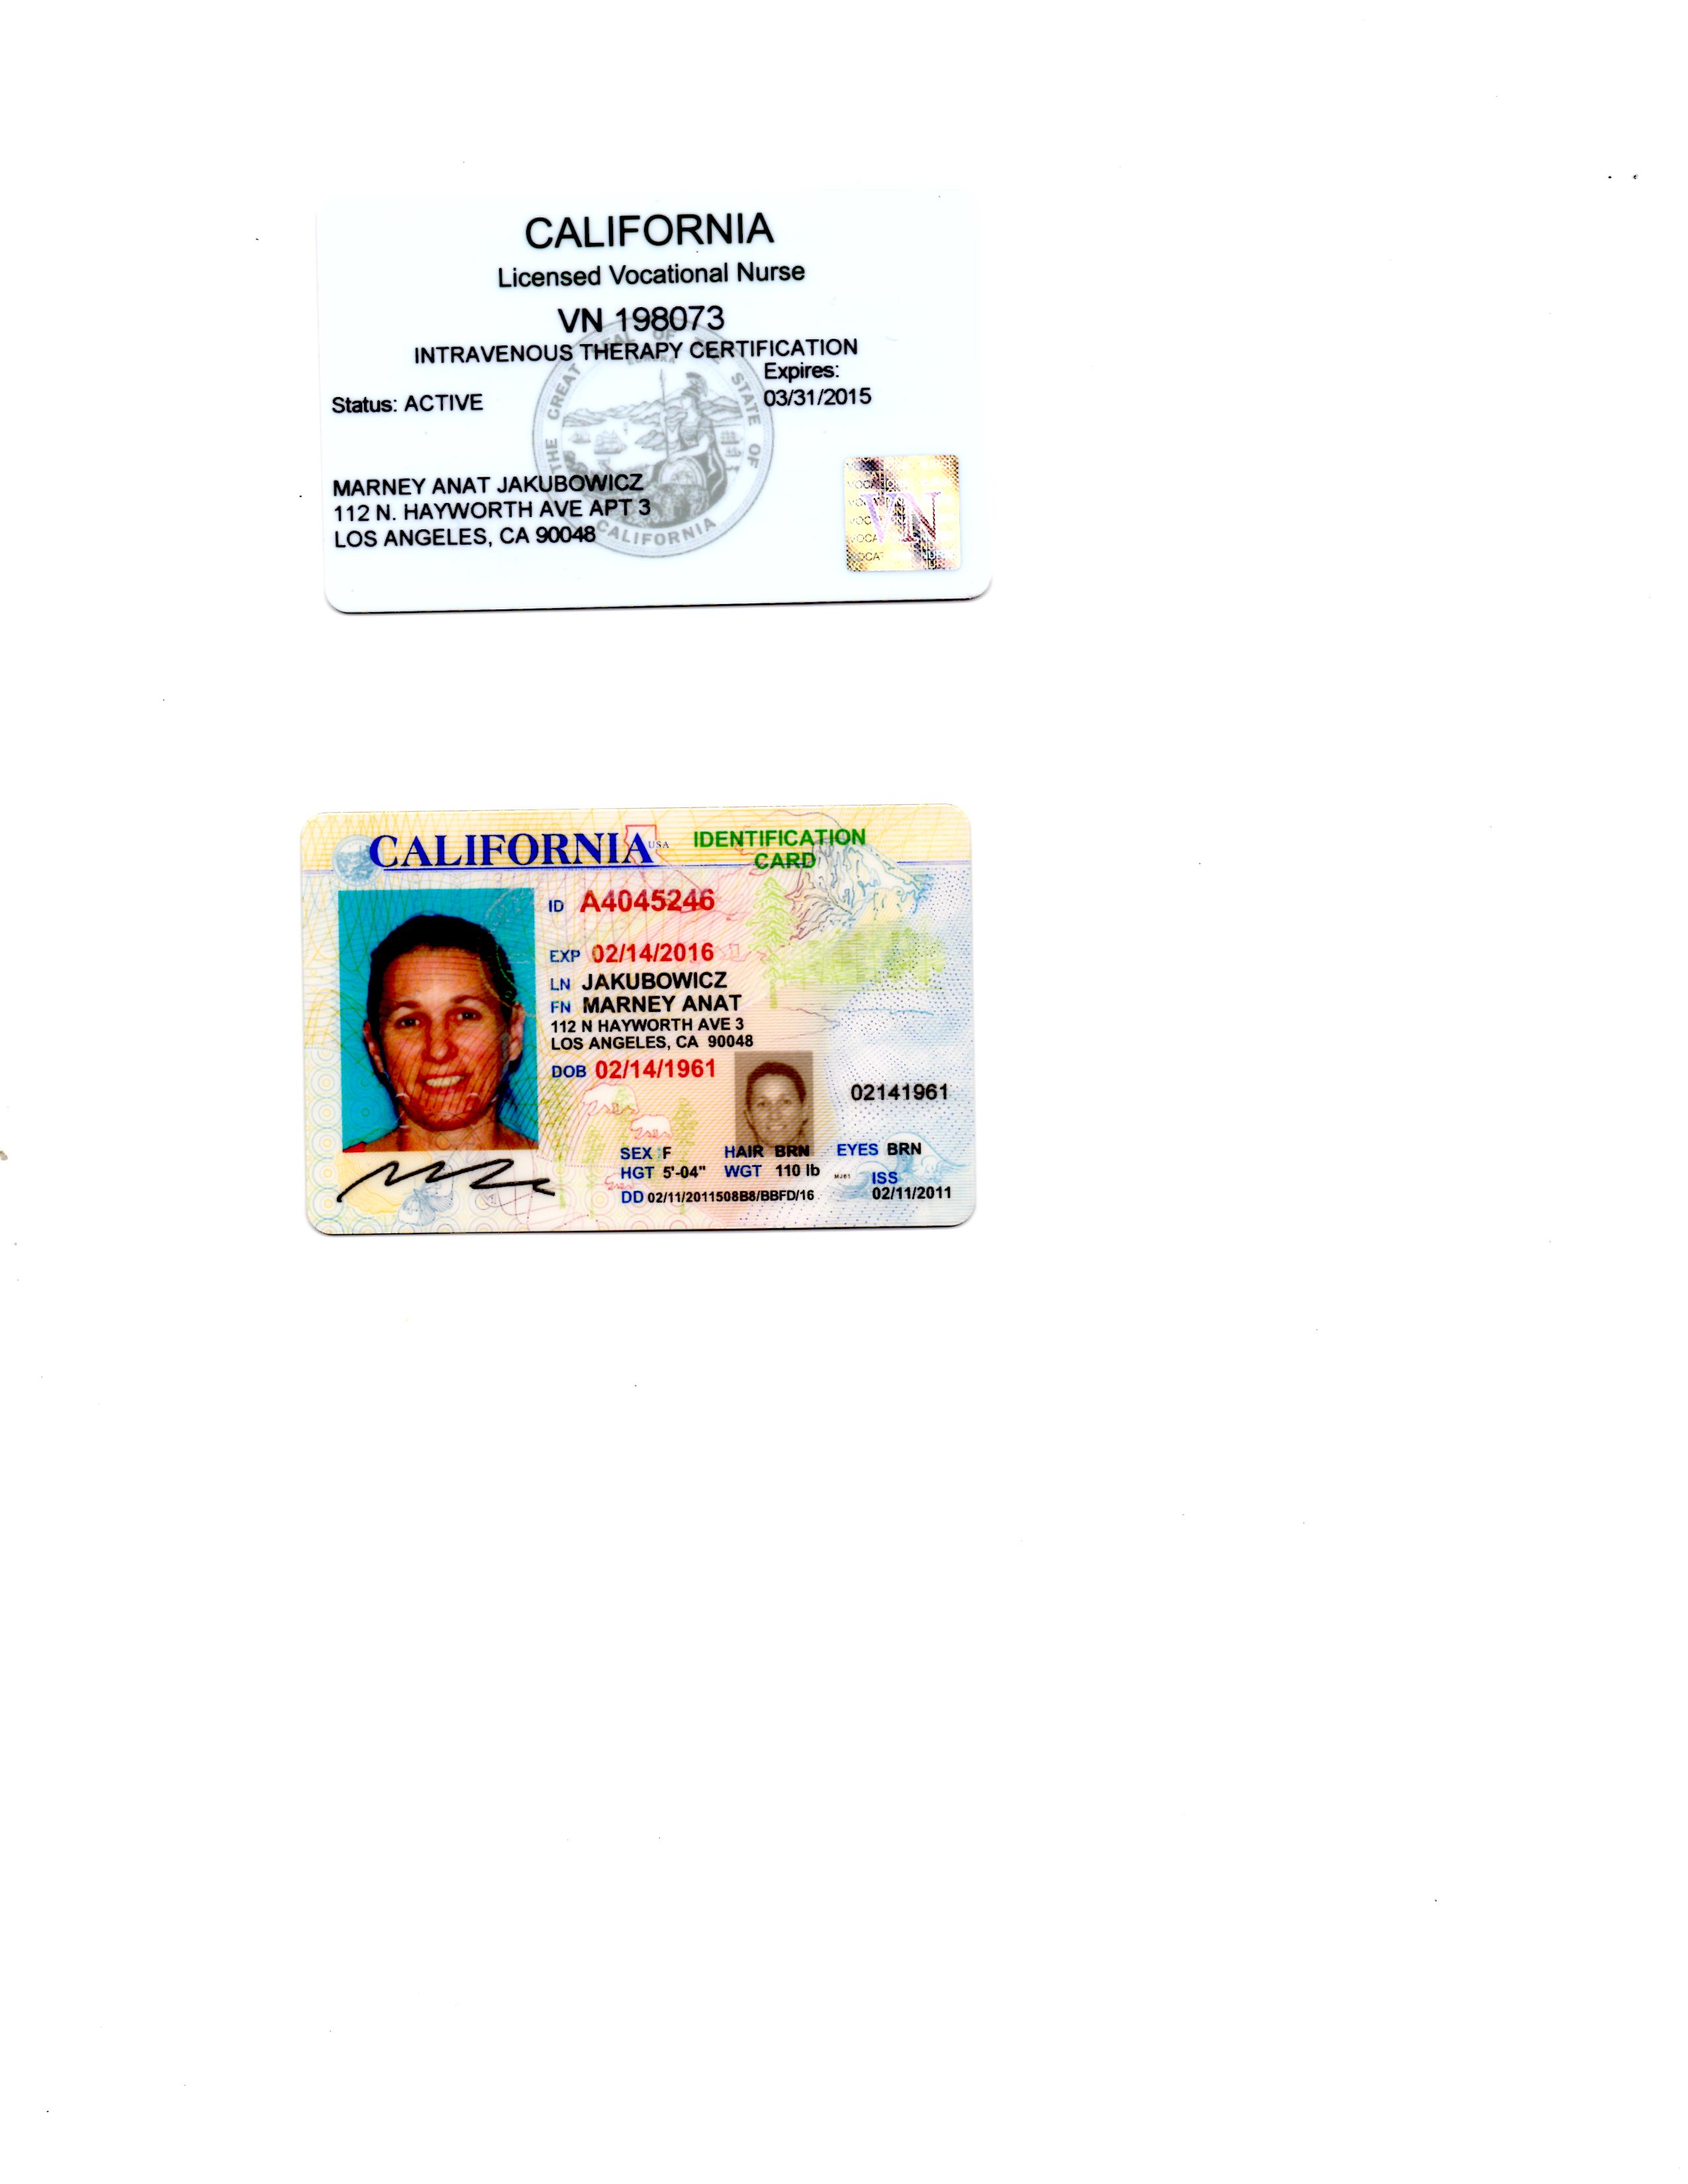 CALIFORNIA
Licensed Vocational Nurse
VN 198073
INTRAVENOUS THERAPY CERTIFICATION
Expires:
Status: ACTIVE 03/31/2015
MARNEY ANAT JAKUBOWICZ
112 N. HAYWORTH AVE APT 3
LOS ANGELES, CA 90048
THE GREAT SEAL OF THE STATE OF CALIFORNIA
EUREKA
VN
CALIFORNIA USA IDENTIFICATION
CARD
ID A4045246
EXP 02/14/2016
LN JAKUBOWICZ
FN MARNEY ANAT
112 N HAYWORTH AVE 3
LOS ANGELES, CA 90048
DOB 02/14/1961
02141961
SEX F HAIR BRN EYES BRN
HGT 5'-04" WGT 110 lb ISS
DD 02/11/2011508B8/BBFD/16 02/11/2011